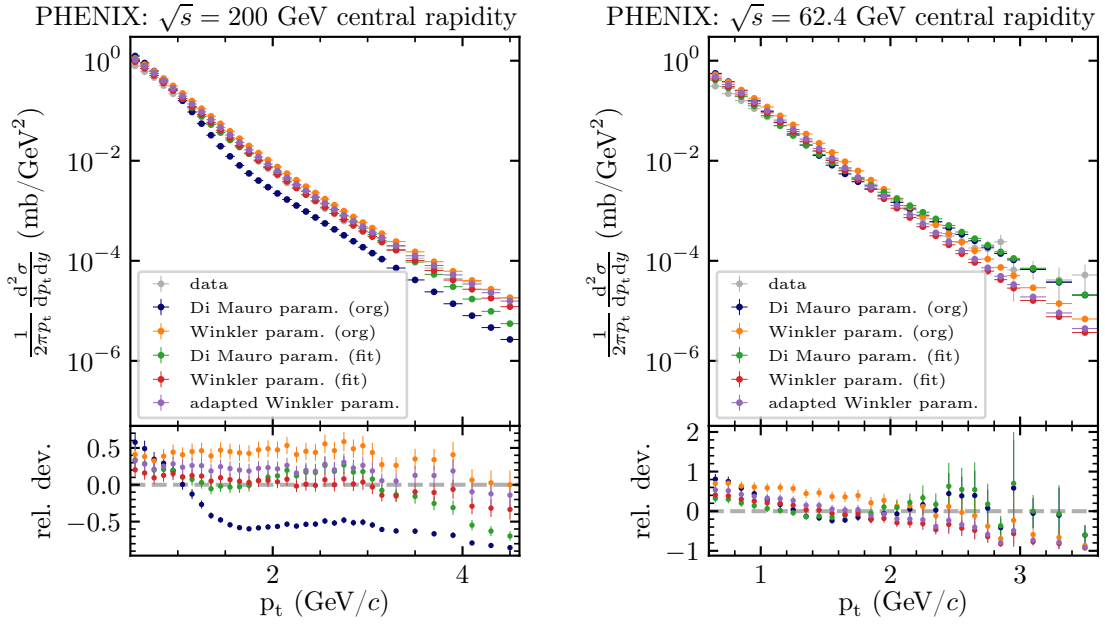 PHENIX: √s = 200 GeV central rapidity
10^0
10^−2
10^−4
10^−6
1/(2πp_t) d²σ/(dp_t dy) (mb/GeV²)
data
Di Mauro param. (org)
Winkler param. (org)
Di Mauro param. (fit)
Winkler param. (fit)
adapted Winkler param.
0.5
0.0
−0.5
rel. dev.
2
4
p_t (GeV/c)
PHENIX: √s = 62.4 GeV central rapidity
10^0
10^−2
10^−4
10^−6
1/(2πp_t) d²σ/(dp_t dy) (mb/GeV²)
data
Di Mauro param. (org)
Winkler param. (org)
Di Mauro param. (fit)
Winkler param. (fit)
adapted Winkler param.
2
1
0
−1
rel. dev.
1
2
3
p_t (GeV/c)